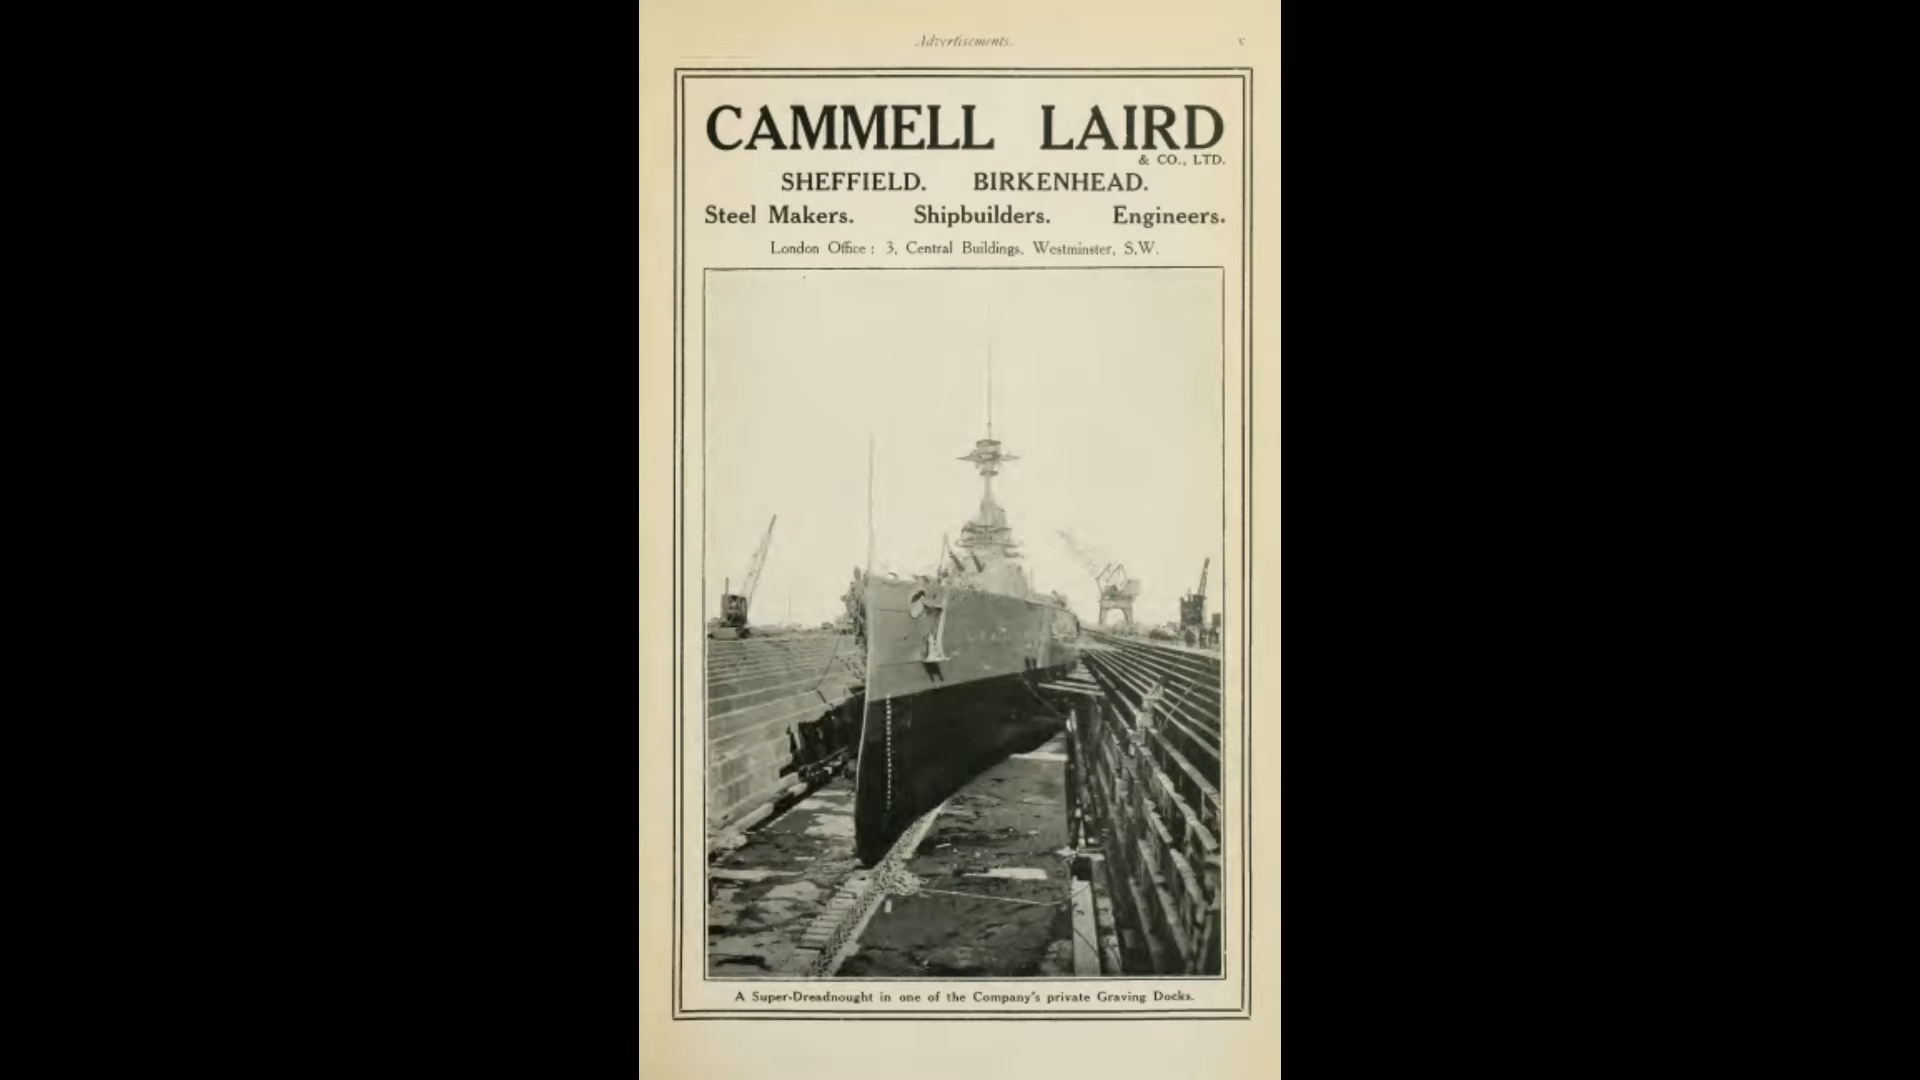 Advertisements. v
CAMMELL LAIRD
& CO., LTD.
SHEFFIELD. BIRKENHEAD.
Steel Makers. Shipbuilders. Engineers.
London Office : 3, Central Buildings, Westminster, S.W.
A Super-Dreadnought in one of the Company's private Graving Docks.